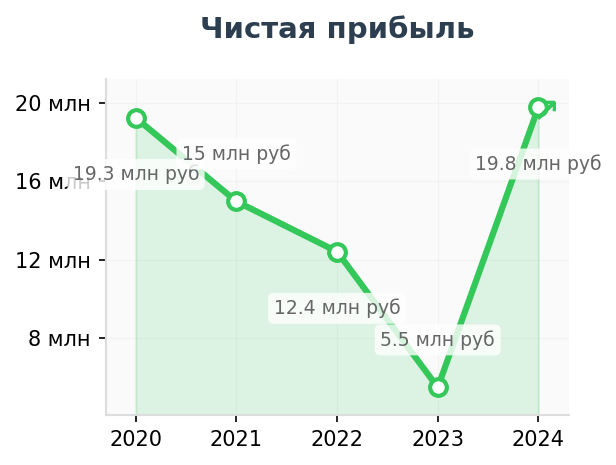 Чистая прибыль
20 млн
15 млн руб
19.3 млн руб
19.8 млн руб
16 млн
12 млн
12.4 млн руб
5.5 млн руб
8 млн
2020 2021 2022 2023 2024